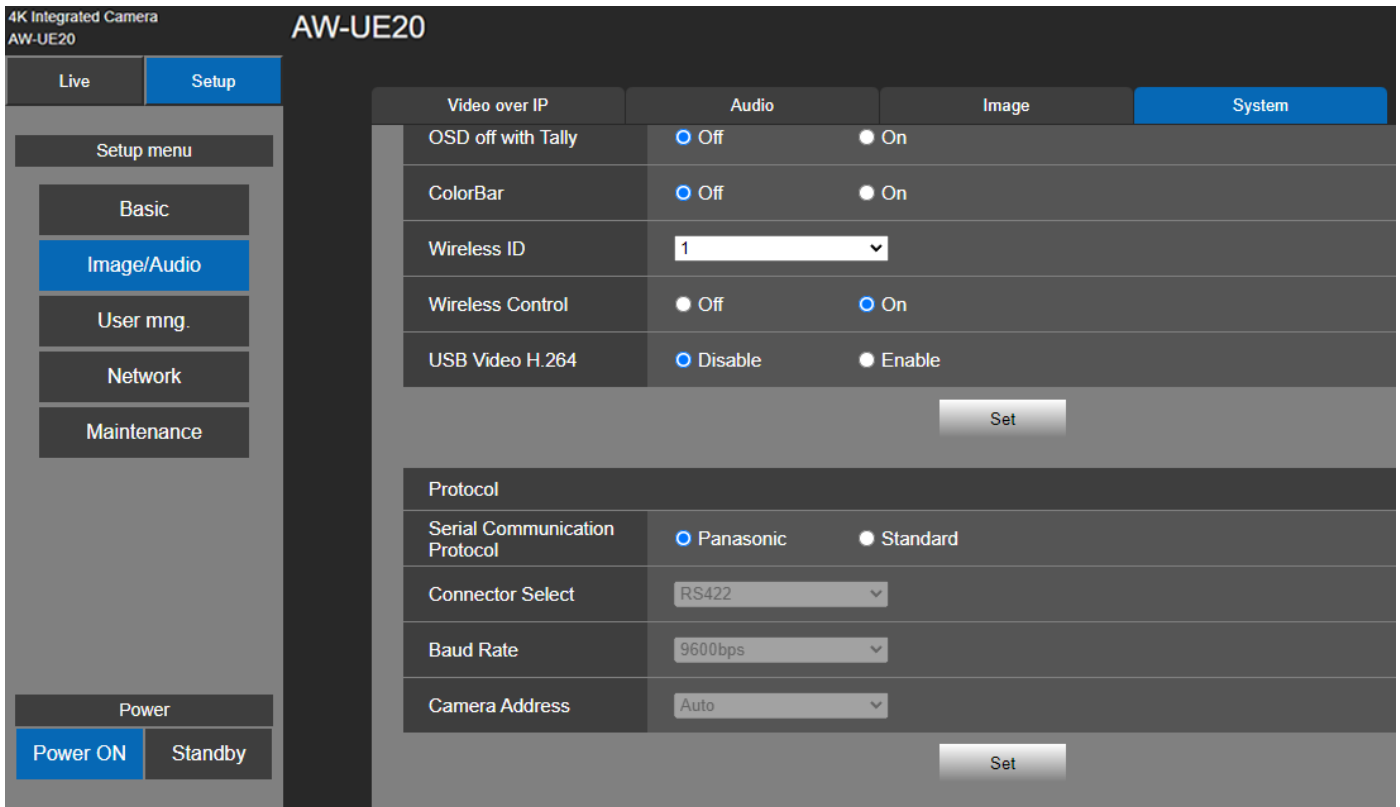 4K Integrated Camera
AW-UE20
AW-UE20
Live Setup
Setup menu
Basic
Image/Audio
User mng.
Network
Maintenance
Power
Power ON Standby
Video over IP Audio Image System
OSD off with Tally Off On
ColorBar Off On
Wireless ID 1
Wireless Control Off On
USB Video H.264 Disable Enable
Set
Protocol
Serial Communication
Protocol Panasonic Standard
Connector Select RS422
Baud Rate 9600bps
Camera Address Auto
Set